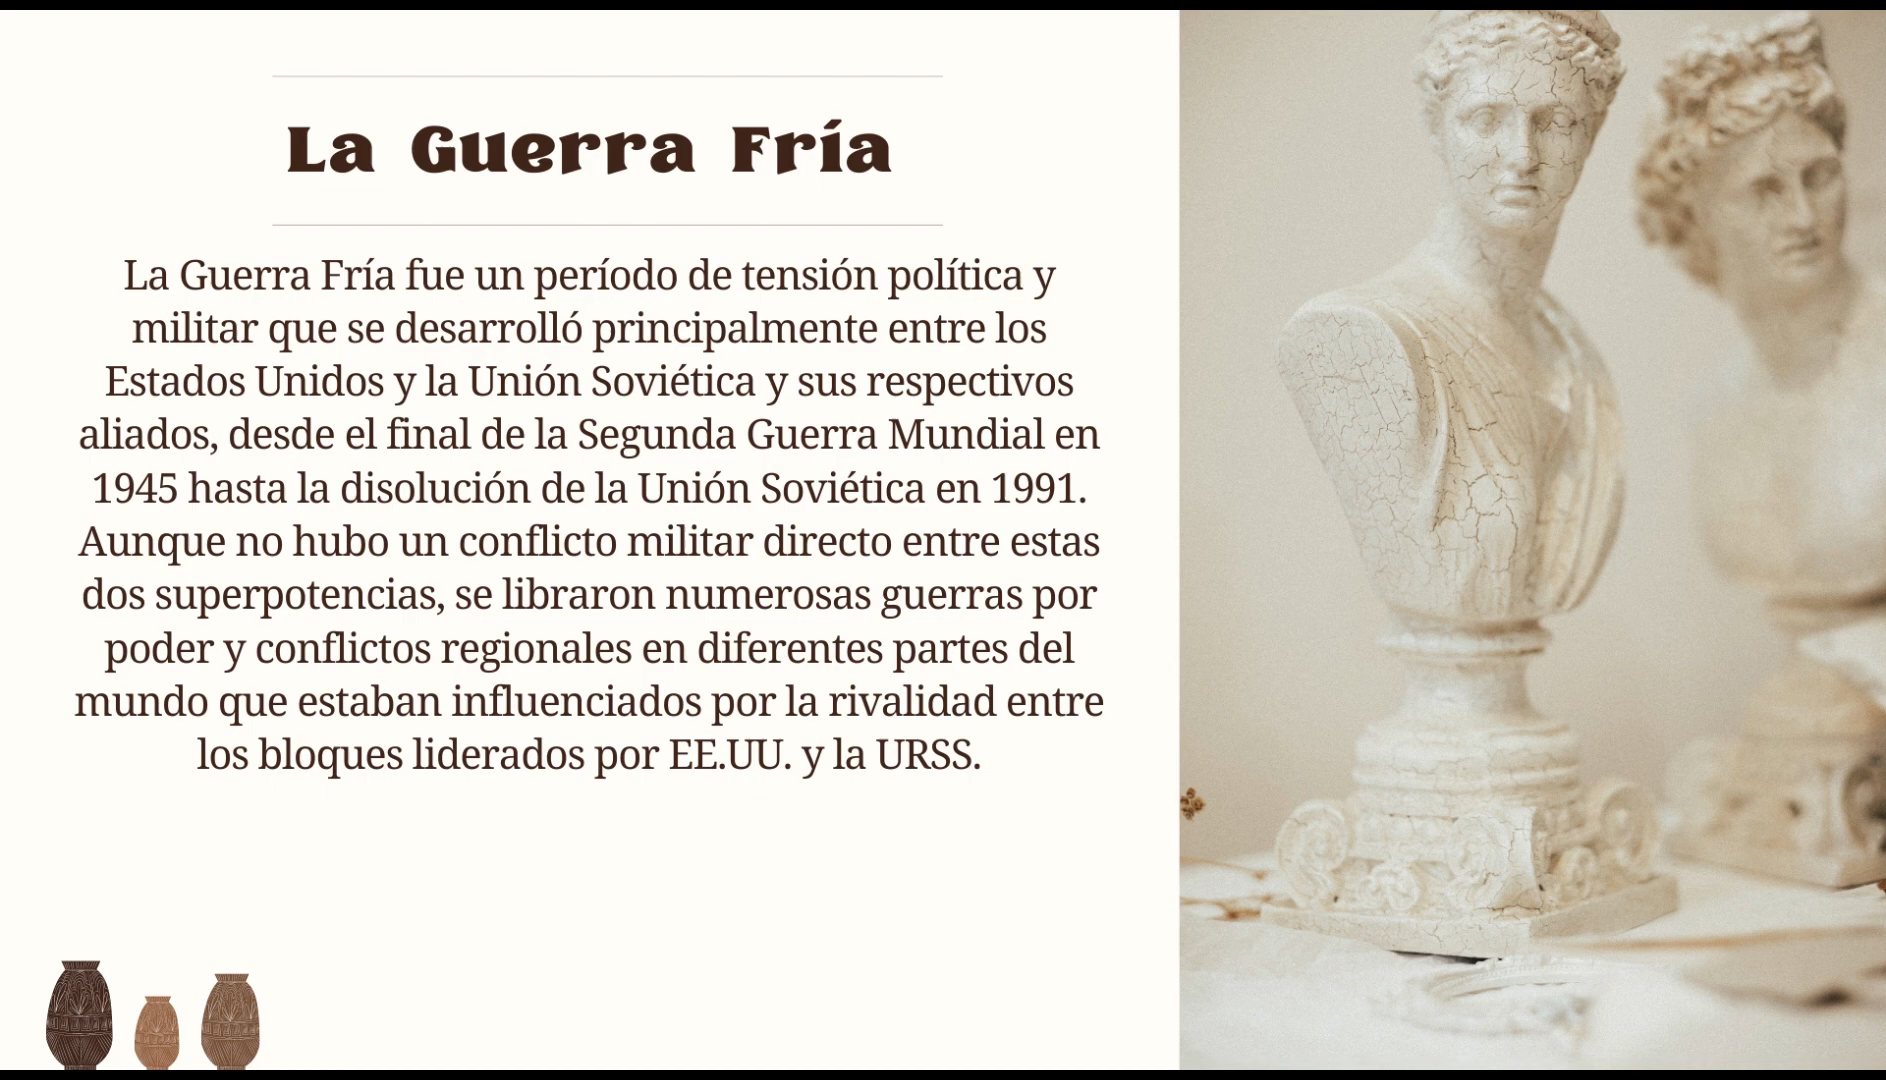 La Guerra Fría
La Guerra Fría fue un período de tensión política y
militar que se desarrolló principalmente entre los
Estados Unidos y la Unión Soviética y sus respectivos
aliados, desde el final de la Segunda Guerra Mundial en
1945 hasta la disolución de la Unión Soviética en 1991.
Aunque no hubo un conflicto militar directo entre estas
dos superpotencias, se libraron numerosas guerras por
poder y conflictos regionales en diferentes partes del
mundo que estaban influenciados por la rivalidad entre
los bloques liderados por EE.UU. y la URSS.